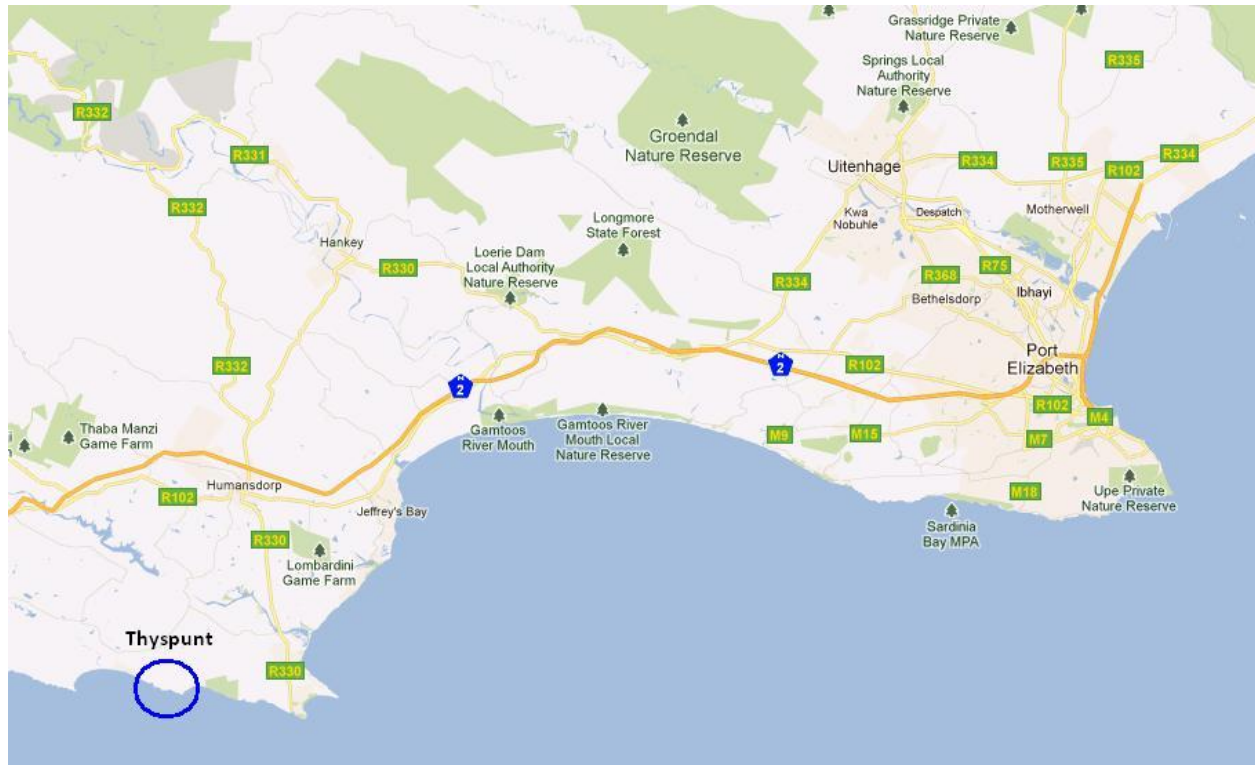 Grassridge Private
Nature Reserve
R335
Springs Local
Authority
Nature Reserve
R332
Groendal
Nature Reserve
R331
Uitenhage
R334
R335
R102
R334
R332
Longmore
State Forest
Kwa
Nobuhle
Despatch
Motherwell
Hankey
Loerie Dam
Local Authority
Nature Reserve
R330
R334
R368
R75
Bethelsdorp
Ibhayi
R332
N
2
N
2
R102
Port
Elizabeth
R102
M4
Thaba Manzi
Game Farm
Gamtoos
River Mouth
Gamtoos River
Mouth Local
Nature Reserve
M9
M15
M7
R102
Humansdorp
Jeffrey's Bay
M18
Upe Private
Nature Reserve
Sardinia
Bay MPA
R330
Lombardini
Game Farm
Thyspunt
R330